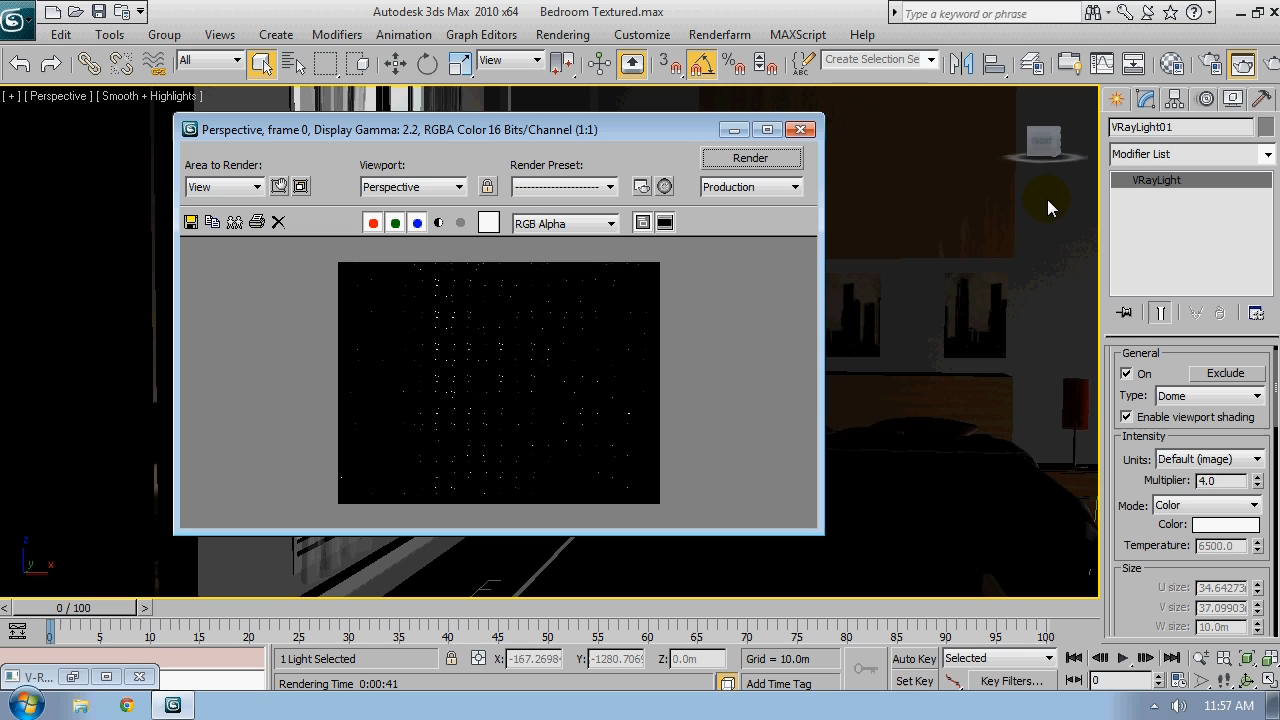 Autodesk 3ds Max 2010 x64 Bedroom Textured.max
Type a keyword or phrase
Edit Tools Group Views Create Modifiers Animation Graph Editors Rendering Customize Renderfarm MAXScript Help
All
View
3
ABC
Create Selection Se
[ + ] [ Perspective ] [ Smooth + Highlights ]
Perspective, frame 0, Display Gamma: 2.2, RGBA Color 16 Bits/Channel (1:1)
Area to Render:
View
Viewport:
Perspective
Render Preset:
Render
Production
RGB Alpha
FRONT
VRayLight01
Modifier List
VRayLight
General
On
Exclude
Type: Dome
Enable viewport shading
Intensity
Units: Default (image)
Multiplier: 4.0
Mode: Color
Color:
Temperature: 6500.0
Size
U size: 34.64273
V size: 37.09903
W size: 10.0m
z
y
x
0 / 100
0 5 10 15 20 25 30 35 40 45 50 55 60 65 70 75 80 85 90 95 100
1 Light Selected
X: -167.2698
Y: -1280.706
Z: 0.0m
Grid = 10.0m
Auto Key
Selected
Rendering Time 0:00:41
Add Time Tag
Set Key
Key Filters...
0
V-R...
11:57 AM